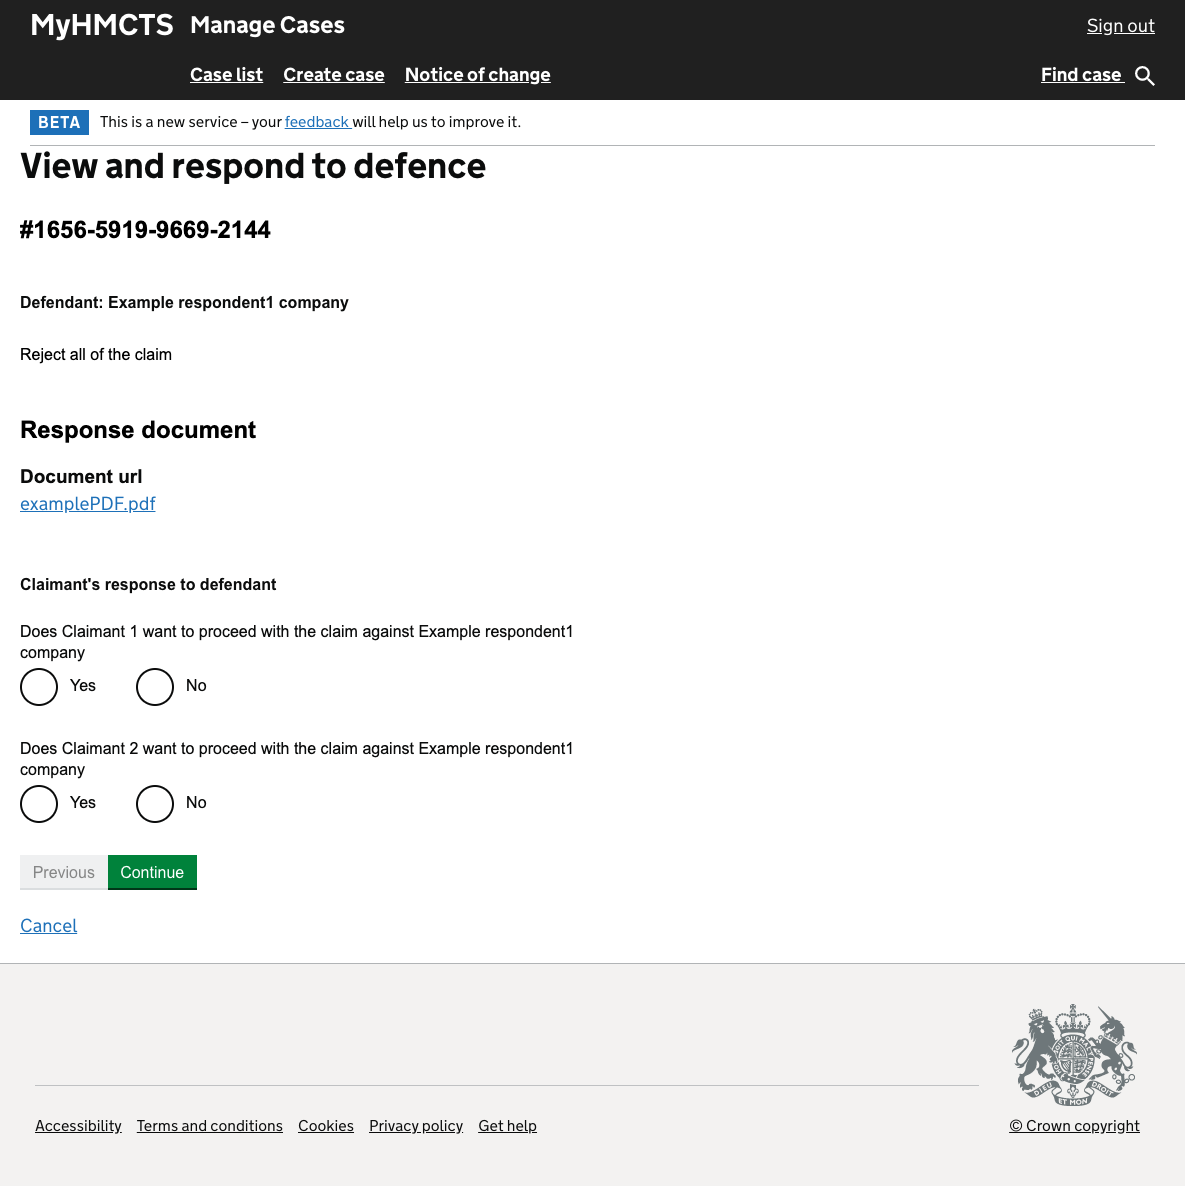 MyHMCTS Manage Cases Sign out
Case list Create case Notice of change Find case
BETA This is a new service – your feedback will help us to improve it.
View and respond to defence
#1656-5919-9669-2144
Defendant: Example respondent1 company
Reject all of the claim
Response document
Document url
examplePDF.pdf
Claimant's response to defendant
Does Claimant 1 want to proceed with the claim against Example respondent1
company
Yes No
Does Claimant 2 want to proceed with the claim against Example respondent1
company
Yes No
Previous Continue
Cancel
DIEU ET MON DROIT
Accessibility Terms and conditions Cookies Privacy policy Get help © Crown copyright